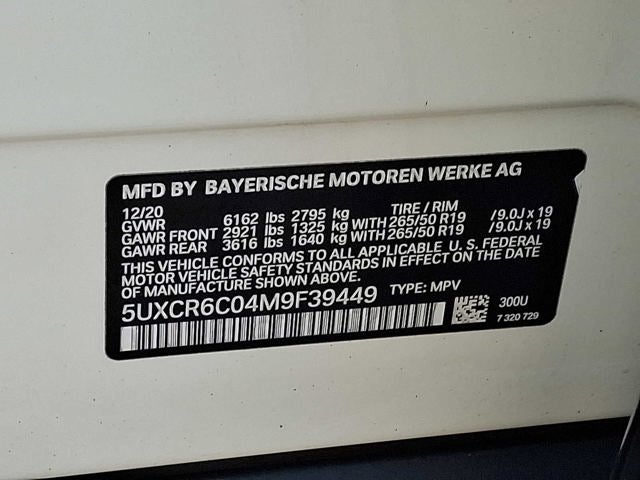 MFD BY BAYERISCHE MOTOREN WERKE AG
12/20 TIRE / RIM
GVWR 6162 lbs 2795 kg
GAWR FRONT 2921 lbs 1325 kg WITH 265/50 R19 /9.0J x 19
GAWR REAR 3616 lbs 1640 kg WITH 265/50 R19 /9.0J x 19
THIS VEHICLE CONFORMS TO ALL APPLICABLE U. S. FEDERAL
MOTOR VEHICLE SAFETY STANDARDS IN EFFECT ON THE DATE
OF MANUFACTURE SHOWN ABOVE.
5UXCR6C04M9F39449 TYPE: MPV
300U
7 320 729